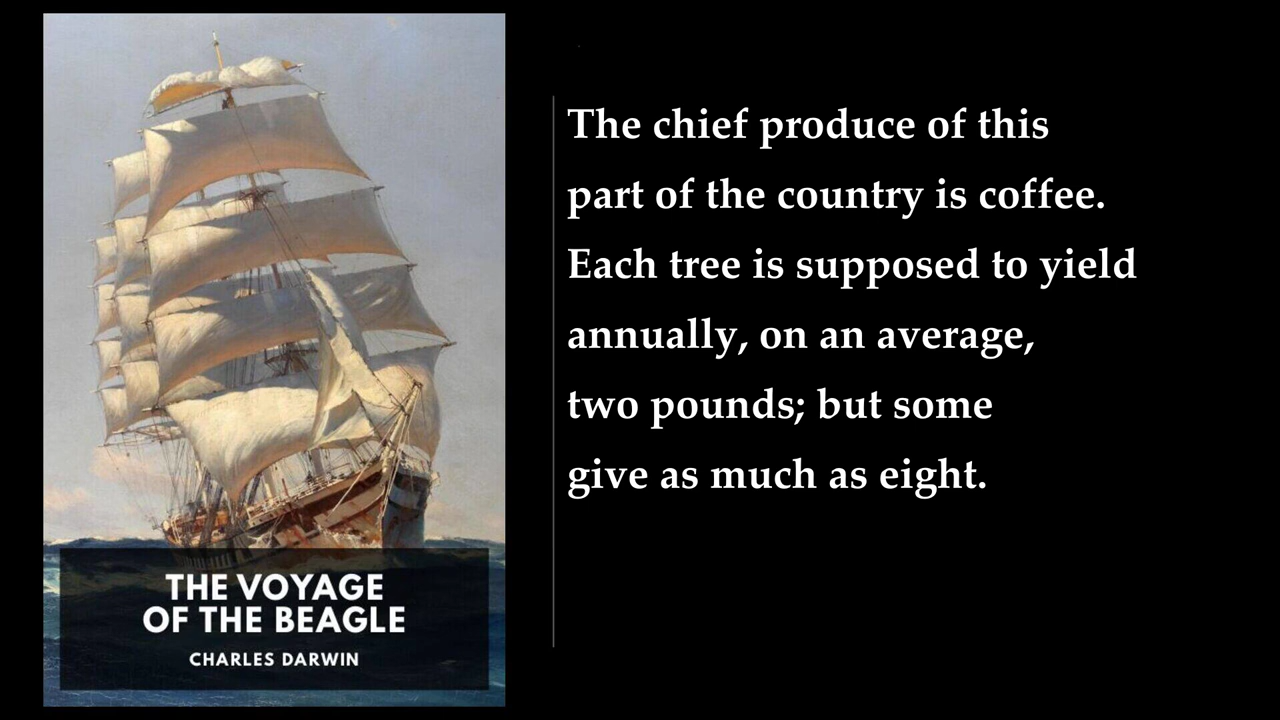 THE VOYAGE
OF THE BEAGLE
CHARLES DARWIN
The chief produce of this
part of the country is coffee.
Each tree is supposed to yield
annually, on an average,
two pounds; but some
give as much as eight.